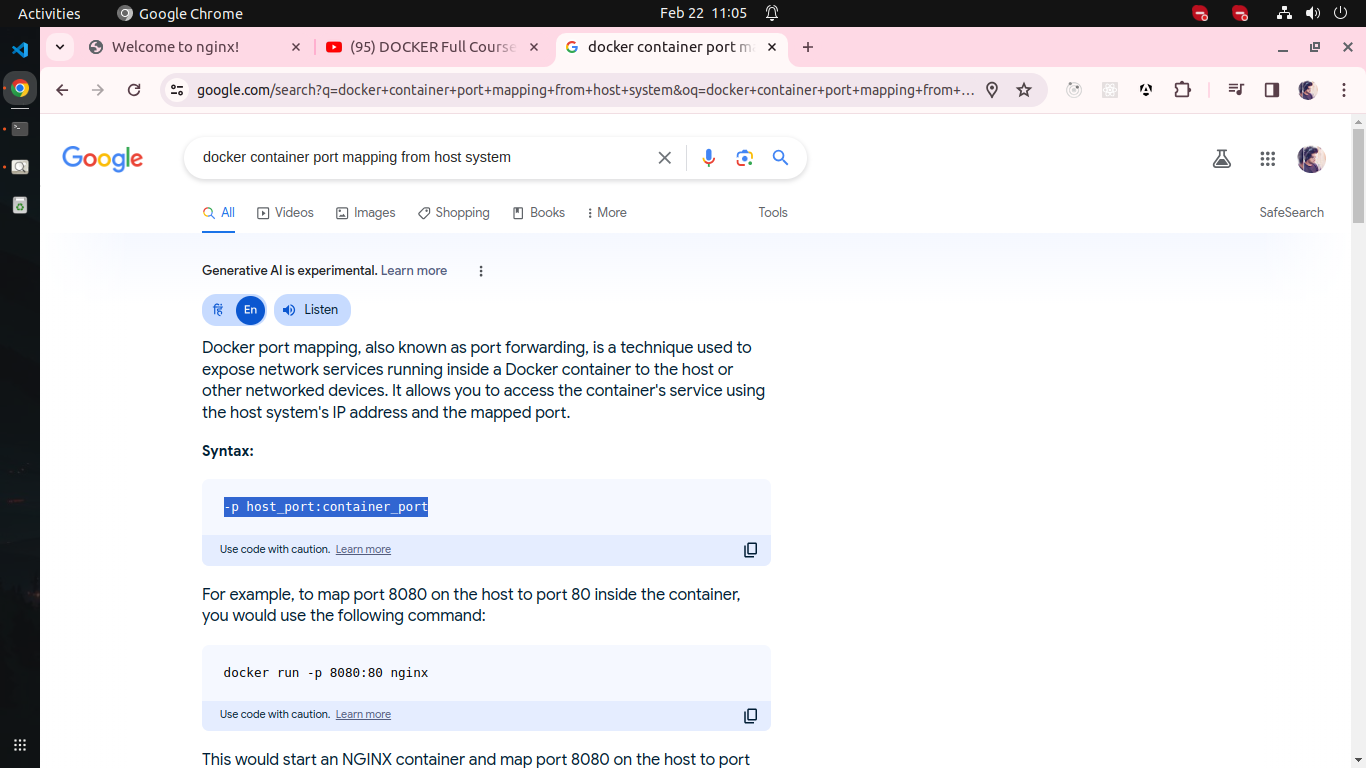 Activities
Google Chrome
Feb 22 11:05
Welcome to nginx!
(95) DOCKER Full Course
docker container port m
google.com/search?q=docker+container+port+mapping+from+host+system&oq=docker+container+port+mapping+from+...
Google
docker container port mapping from host system
All
Videos
Images
Shopping
Books
More
Tools
SafeSearch
Generative AI is experimental. Learn more
हिं
En
Listen
Docker port mapping, also known as port forwarding, is a technique used to
expose network services running inside a Docker container to the host or
other networked devices. It allows you to access the container's service using
the host system's IP address and the mapped port.
Syntax:
-p host_port:container_port
Use code with caution. Learn more
For example, to map port 8080 on the host to port 80 inside the container,
you would use the following command:
docker run -p 8080:80 nginx
Use code with caution. Learn more
This would start an NGINX container and map port 8080 on the host to port